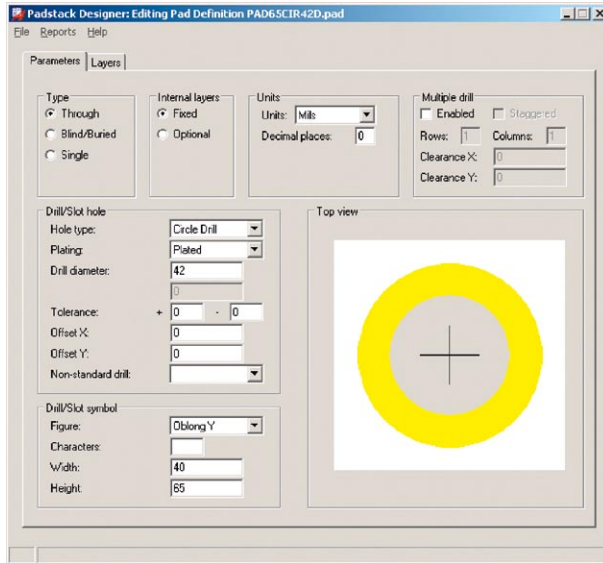 Padstack Designer: Editing Pad Definition PAD65CIR42D.pad
File Reports Help
Parameters Layers
Type
Through
Blind/Buried
Single
Internal layers
Fixed
Optional
Units
Units: Mils
Decimal places: 0
Multiple drill
Enabled Staggered
Rows: 1 Columns: 1
Clearance X: 0
Clearance Y: 0
Drill/Slot hole
Hole type: Circle Drill
Plating: Plated
Drill diameter: 42
0
Tolerance: + 0 - 0
Offset X: 0
Offset Y: 0
Non-standard drill:
Drill/Slot symbol
Figure: Oblong Y
Characters:
Width: 40
Height: 65
Top view